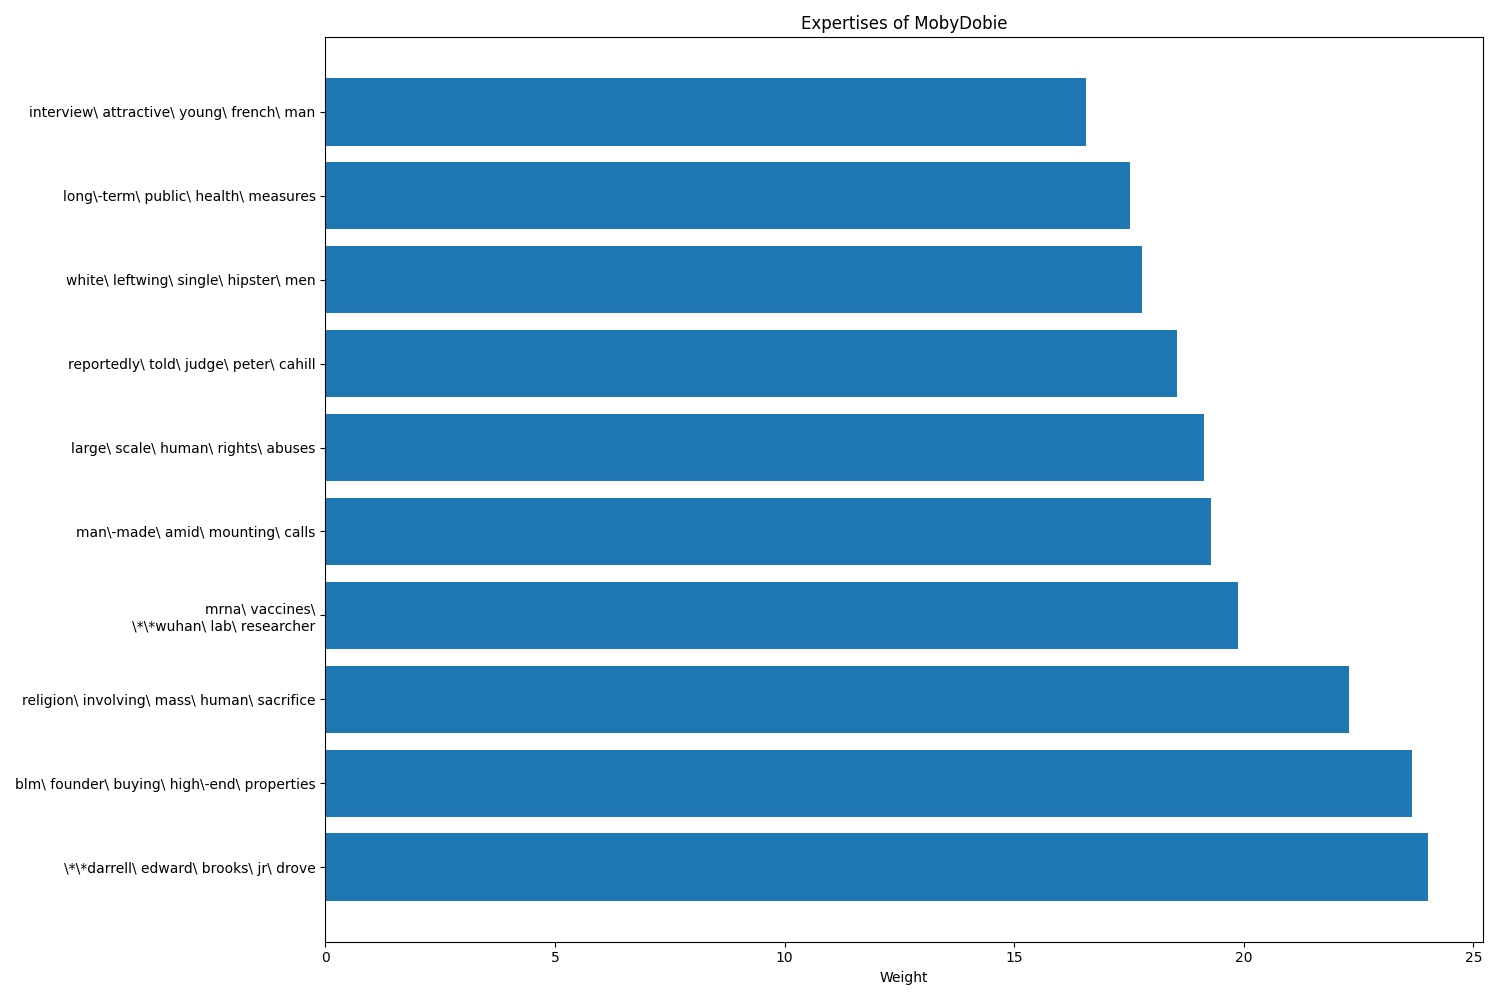 Expertises of MobyDobie
interview\ attractive\ young\ french\ man
long\-term\ public\ health\ measures
white\ leftwing\ single\ hipster\ men
reportedly\ told\ judge\ peter\ cahill
large\ scale\ human\ rights\ abuses
man\-made\ amid\ mounting\ calls
mrna\ vaccines\
\*\*wuhan\ lab\ researcher
religion\ involving\ mass\ human\ sacrifice
blm\ founder\ buying\ high\-end\ properties
\*\*darrell\ edward\ brooks\ jr\ drove
0 5 10 15 20 25
Weight